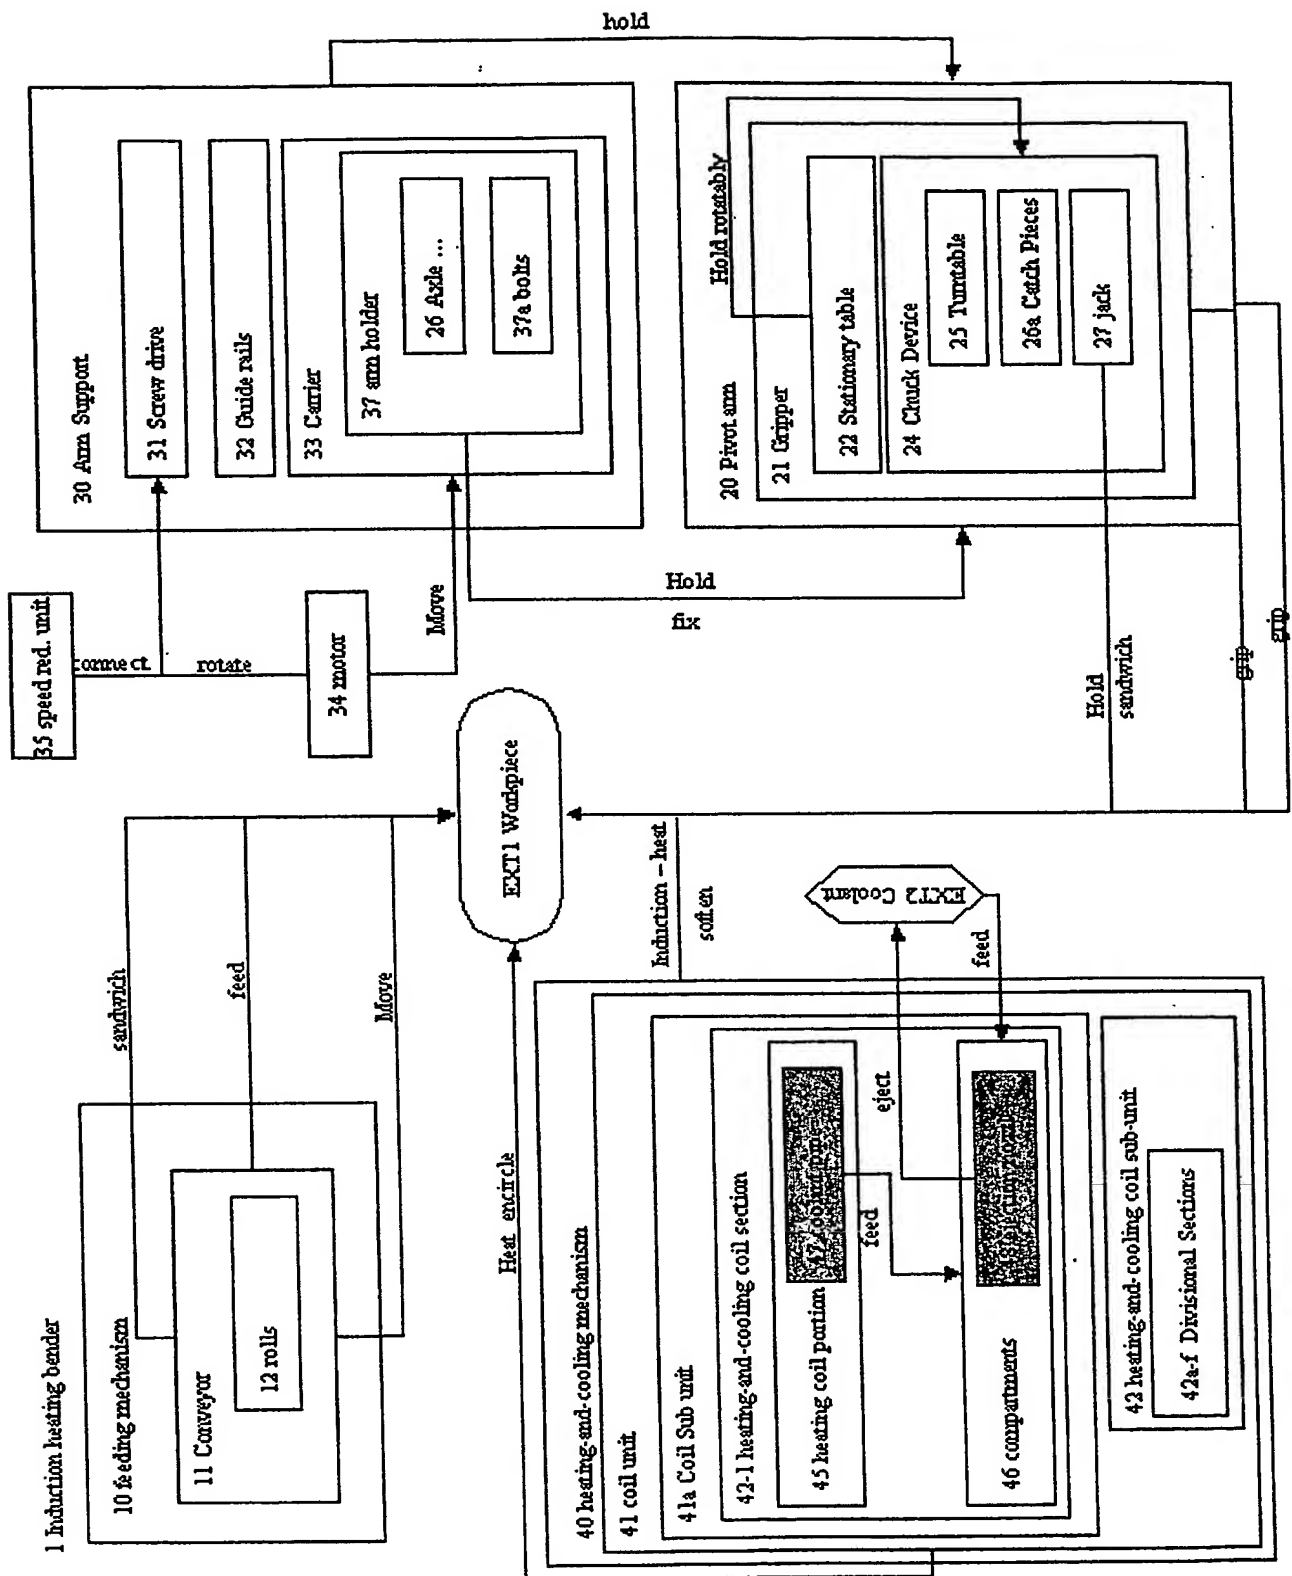 1 Induction heating bender
10 feeding mechanism
11 Conveyor
12 rolls
sandwich
feed
Move
35 speed red. unit
connect
rotate
34 motor
Move
30 Arm Support
31 Screw drive
32 Guide rails
33 Carrier
37 arm holder
26 Axle ...
37a bolts
hold
EXT1 Workpiece
Hold
fix
20 Pivot arm
21 Gripper
22 Stationary table
Hold rotatably
24 Chuck Device
25 Turntable
26a Catch Pieces
27 jack
Hold
sandwich
grip
grip
Heat encircle
Induction – heat
soften
EXT2 Coolant
feed
eject
40 heating-and-cooling mechanism
41 coil unit
41a Coil Sub unit
42-1 heating-and-cooling coil section
45 heating coil portion
feed
46 compartments
42 heating-and-cooling coil sub-unit
42a-f Divisional Sections